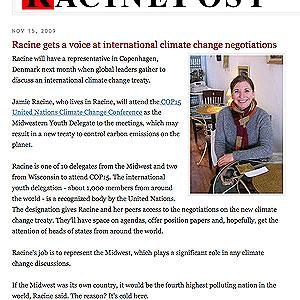 RACINEPOST
NOV 15, 2009
Racine gets a voice at international climate change negotiations
Racine will have a representative in Copenhagen,
Denmark next month when global leaders gather to
discuss an international climate change treaty.
Jamie Racine, who lives in Racine, will attend the COP15
United Nations Climate Change Conference as the
Midwestern Youth Delegate to the meetings, which may
result in a new treaty to control carbon emissions on the
planet.
Racine is one of 10 delegates from the Midwest and two
from Wisconsin to attend COP15. The international
youth delegation - about 1,000 members from around
the world - is a recognized body by the United Nations.
The designation gives Racine and her peers access to the negotiations on the new climate
change treaty. They'll have space on agendas, offer position papers and, hopefully, get the
attention of heads of states from around the world.
Racine's job is to represent the Midwest, which plays a significant role in any climate
change discussions.
If the Midwest was its own country, it would be the fourth highest polluting nation in the
world, Racine said. The reason? It's cold here.